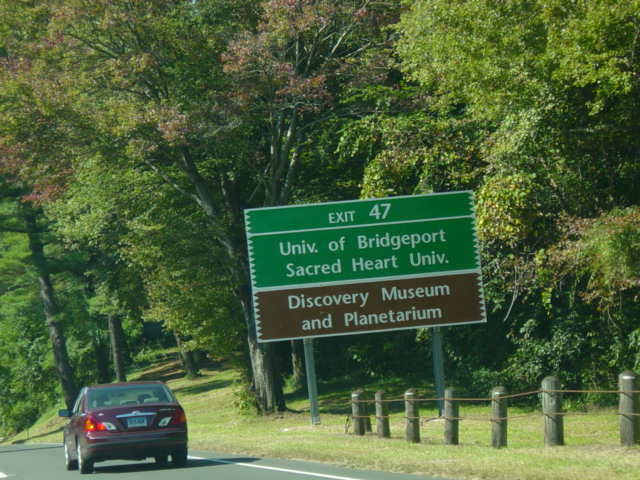 EXIT 47
Univ. of Bridgeport
Sacred Heart Univ.
Discovery Museum
and Planetarium